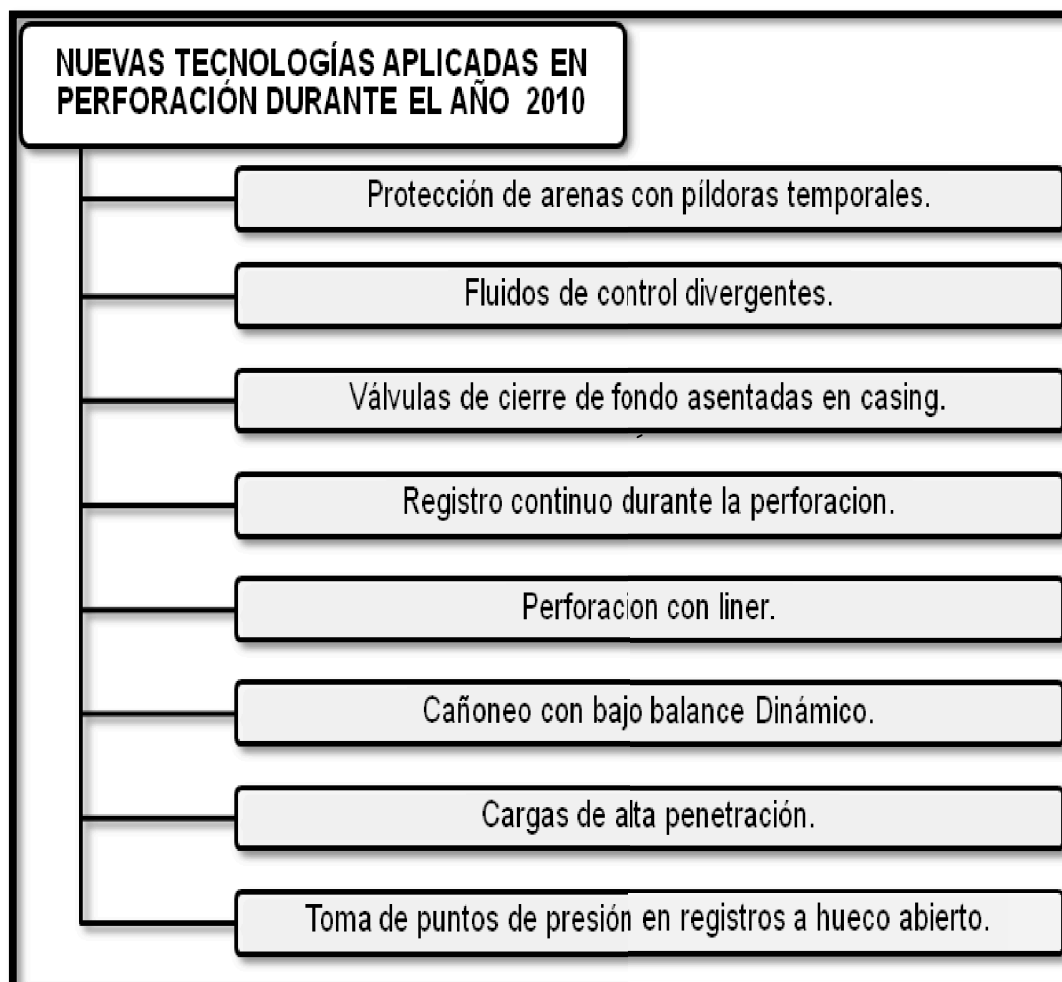 NUEVAS TECNOLOGÍAS APLICADAS EN
PERFORACIÓN DURANTE EL AÑO 2010
Protección de arenas con píldoras temporales.
Fluidos de control divergentes.
Válvulas de cierre de fondo asentadas en casing.
Registro continuo durante la perforacion.
Perforacion con liner.
Cañoneo con bajo balance Dinámico.
Cargas de alta penetración.
Toma de puntos de presión en registros a hueco abierto.